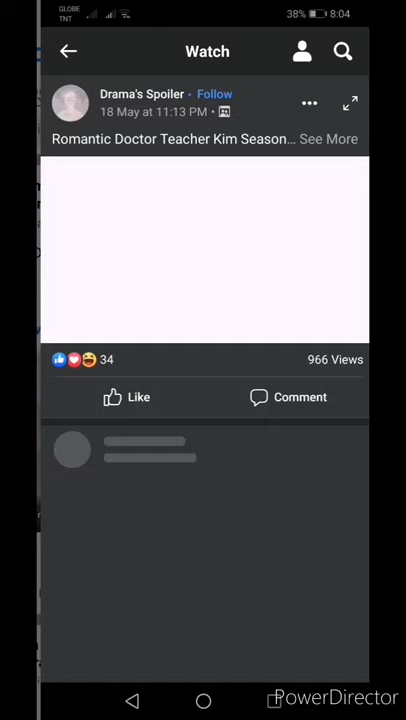 GLOBE
TNT
38% 8:04
Watch
Drama's Spoiler · Follow
18 May at 11:13 PM ·
Romantic Doctor Teacher Kim Season... See More
34
966 Views
Like
Comment
PowerDirector